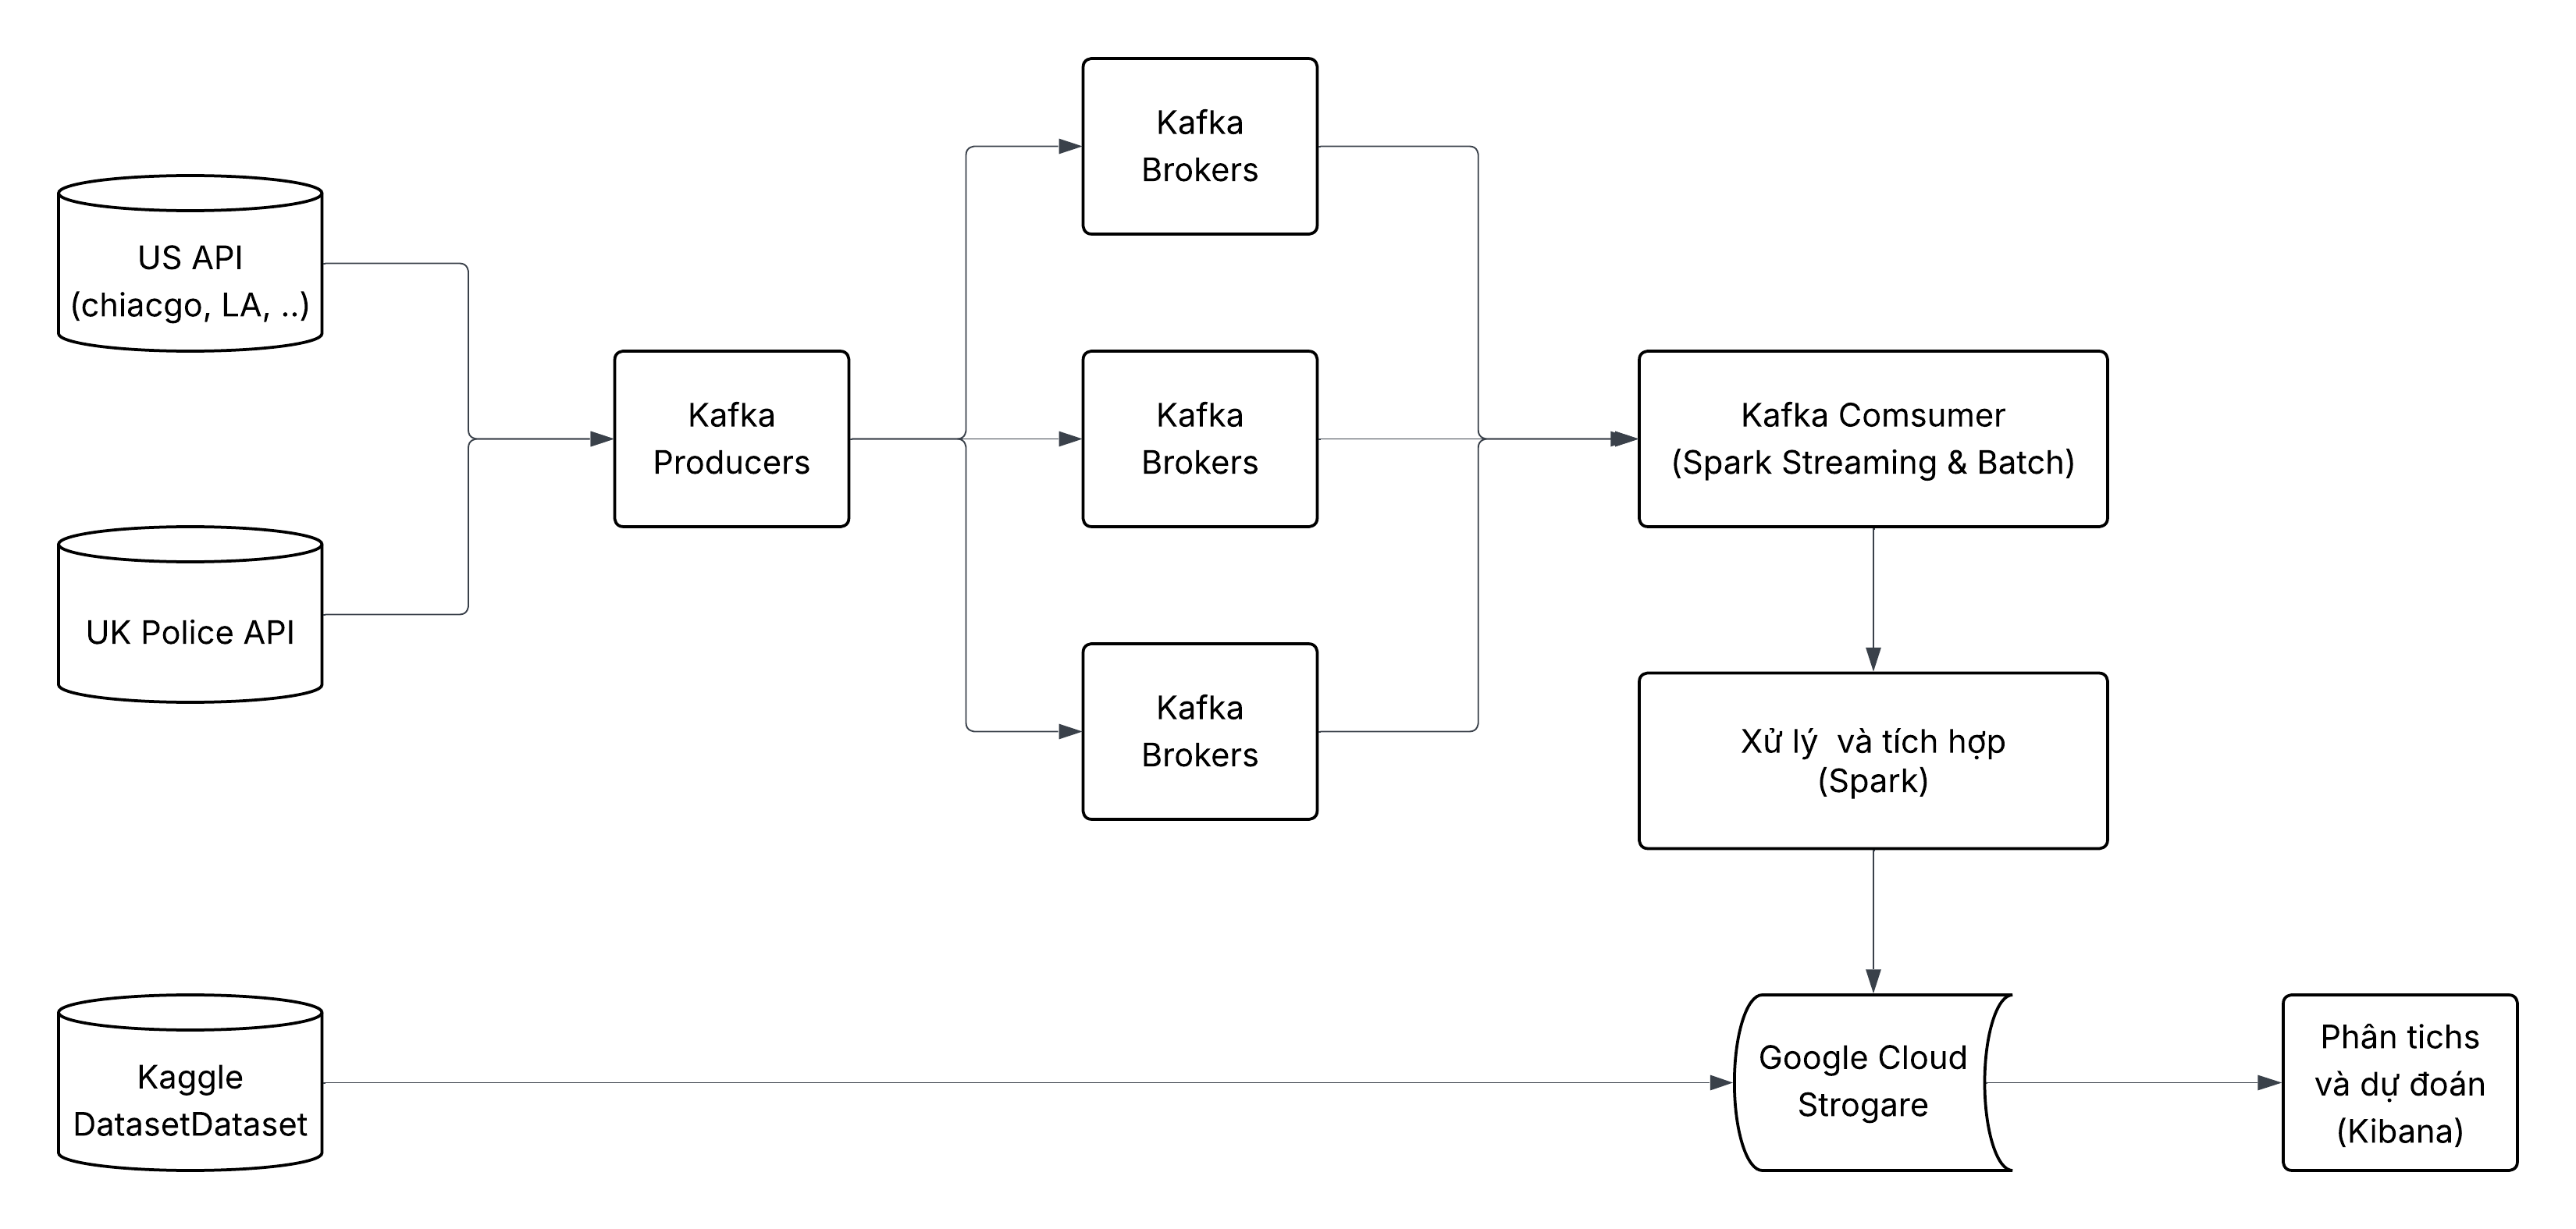 US API
(chiacgo, LA, ..)
UK Police API
Kaggle
DatasetDataset
Kafka
Producers
Kafka
Brokers
Kafka
Brokers
Kafka
Brokers
Kafka Comsumer
(Spark Streaming & Batch)
Xử lý  và tích hợp
(Spark)
Google Cloud
Strogare
Phân tichs
và dự đoán
(Kibana)